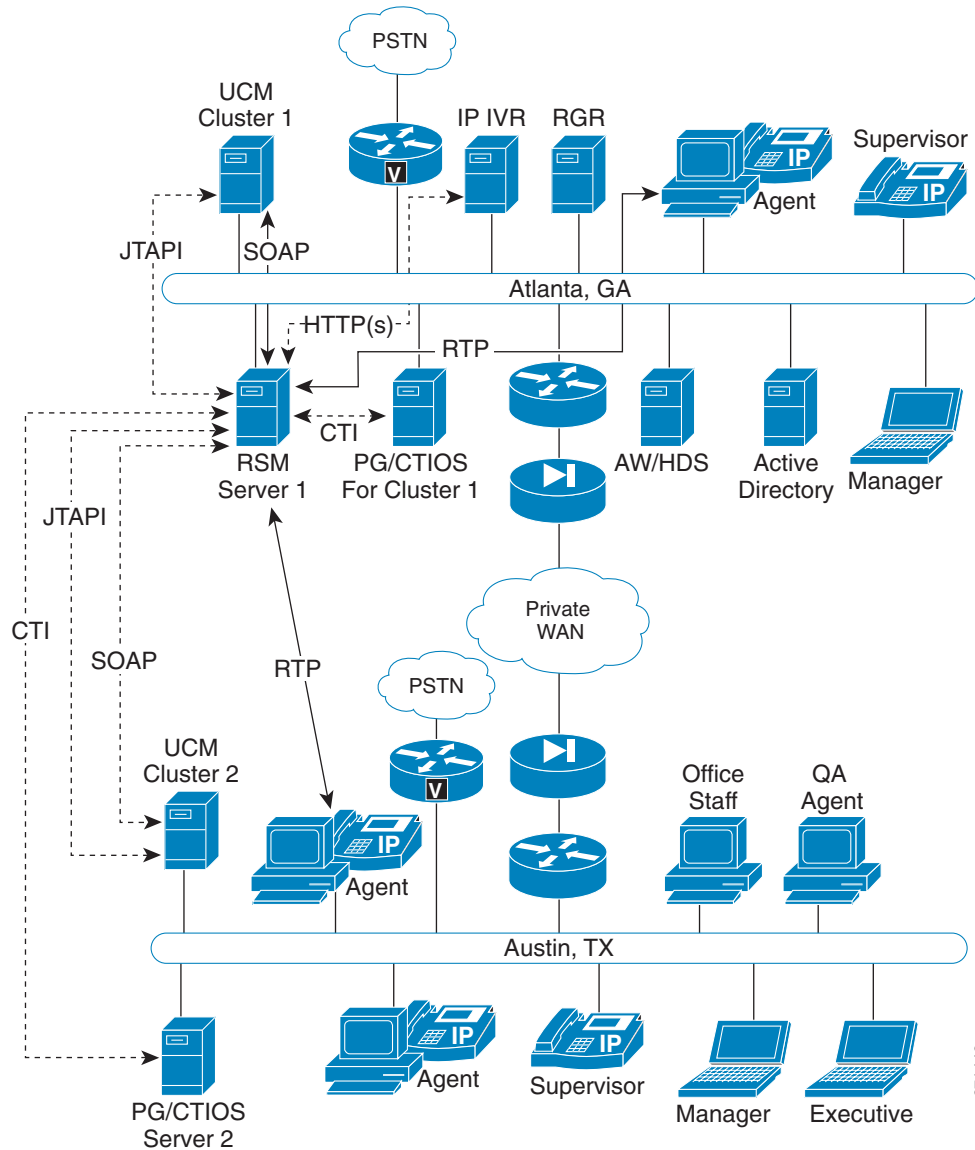 PSTN
UCM
Cluster 1
IP IVR
RGR
Supervisor
V
IP
Agent
IP
JTAPI
SOAP
Atlanta, GA
HTTP(s)
RTP
CTI
RSM
Server 1
PG/CTIOS
For Cluster 1
AW/HDS
Active
Directory
Manager
JTAPI
CTI
SOAP
RTP
Private
WAN
PSTN
UCM
Cluster 2
V
Office
Staff
QA
Agent
IP
Agent
Austin, TX
IP
Agent
IP
Supervisor
Manager
Executive
PG/CTIOS
Server 2